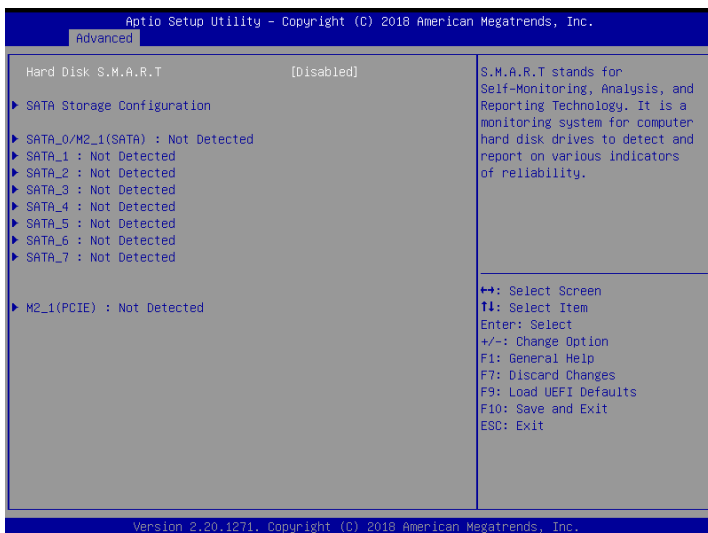 Aptio Setup Utility – Copyright (C) 2018 American Megatrends, Inc.
Advanced
Hard Disk S.M.A.R.T [Disabled]
SATA Storage Configuration
SATA_0/M2_1(SATA) : Not Detected
SATA_1 : Not Detected
SATA_2 : Not Detected
SATA_3 : Not Detected
SATA_4 : Not Detected
SATA_5 : Not Detected
SATA_6 : Not Detected
SATA_7 : Not Detected
M2_1(PCIE) : Not Detected
S.M.A.R.T stands for
Self-Monitoring, Analysis, and
Reporting Technology. It is a
monitoring system for computer
hard disk drives to detect and
report on various indicators
of reliability.
↔: Select Screen
↑↓: Select Item
Enter: Select
+/-: Change Option
F1: General Help
F7: Discard Changes
F9: Load UEFI Defaults
F10: Save and Exit
ESC: Exit
Version 2.20.1271. Copyright (C) 2018 American Megatrends, Inc.